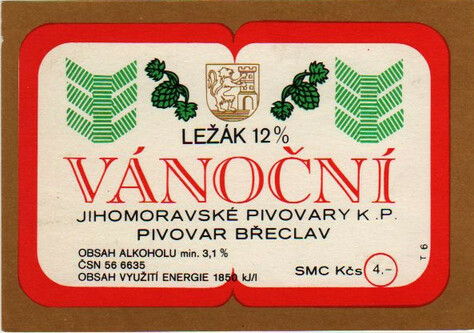 LEŽÁK 12%
VÁNOČNÍ
JIHOMORAVSKÉ PIVOVARY K.P.
PIVOVAR BŘECLAV
OBSAH ALKOHOLU min. 3,1 %
ČSN 56 6635
OBSAH VYUŽITÍ ENERGIE 1850 kJ/l
SMC Kčs 4,-
T 6